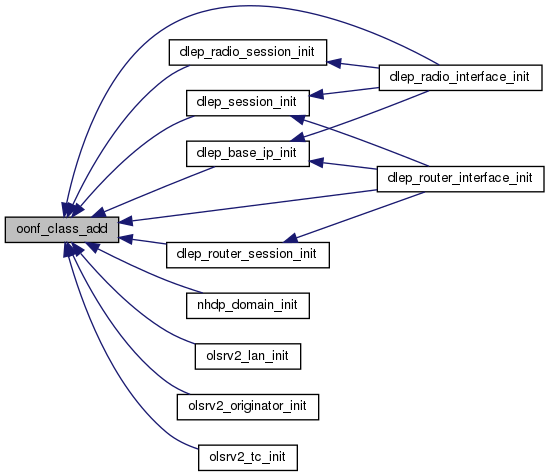 dlep_radio_session_init
dlep_radio_interface_init
dlep_session_init
dlep_base_ip_init
dlep_router_interface_init
oonf_class_add
dlep_router_session_init
nhdp_domain_init
olsrv2_lan_init
olsrv2_originator_init
olsrv2_tc_init